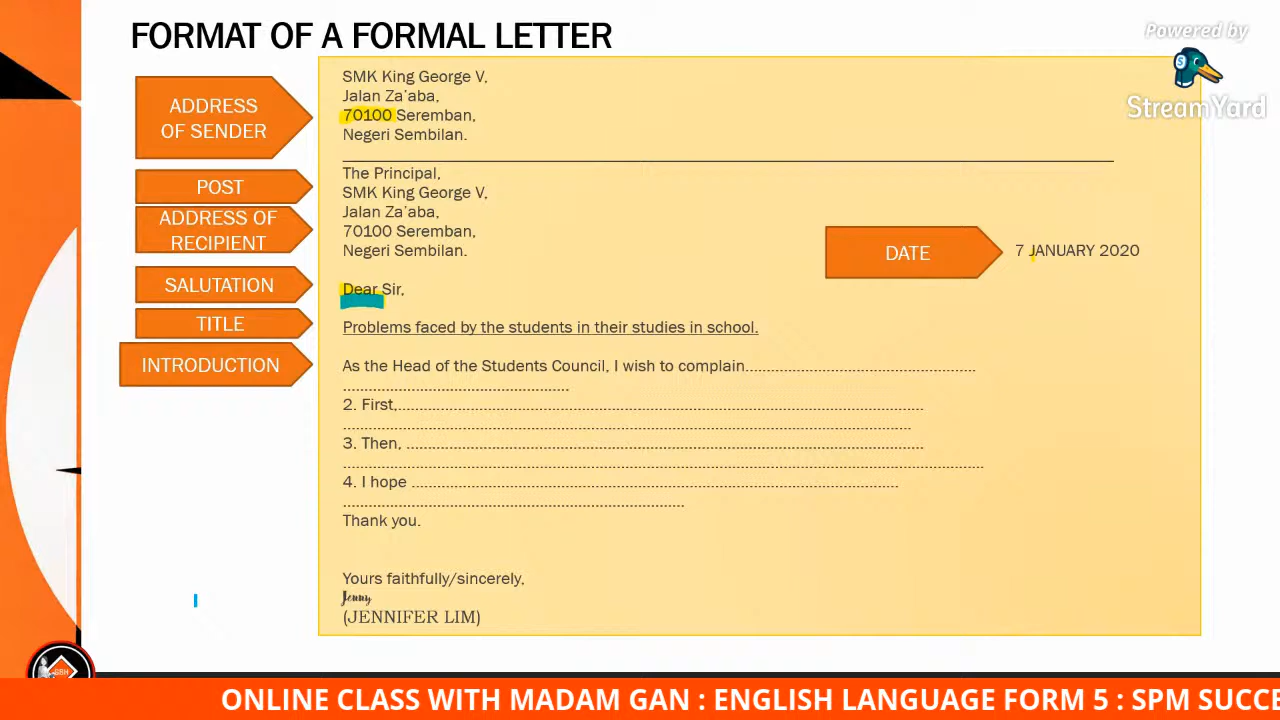 FORMAT OF A FORMAL LETTER
Powered by
StreamYard
ADDRESS
OF SENDER
SMK King George V,
Jalan Za'aba,
70100 Seremban,
Negeri Sembilan.
POST
The Principal,
ADDRESS OF
RECIPIENT
SMK King George V,
Jalan Za'aba,
70100 Seremban,
Negeri Sembilan.
DATE
7 JANUARY 2020
SALUTATION
Dear Sir,
TITLE
Problems faced by the students in their studies in school.
INTRODUCTION
As the Head of the Students Council, I wish to complain..................................................
..................................................
2. First,....................................................................................................................
............................................................................................................................
3. Then, .................................................................................................................
............................................................................................................................................
4. I hope ..........................................................................................................
...........................................................................
Thank you.
Yours faithfully/sincerely,
Jenny
(JENNIFER LIM)
ONLINE CLASS WITH MADAM GAN : ENGLISH LANGUAGE FORM 5 : SPM SUCCE